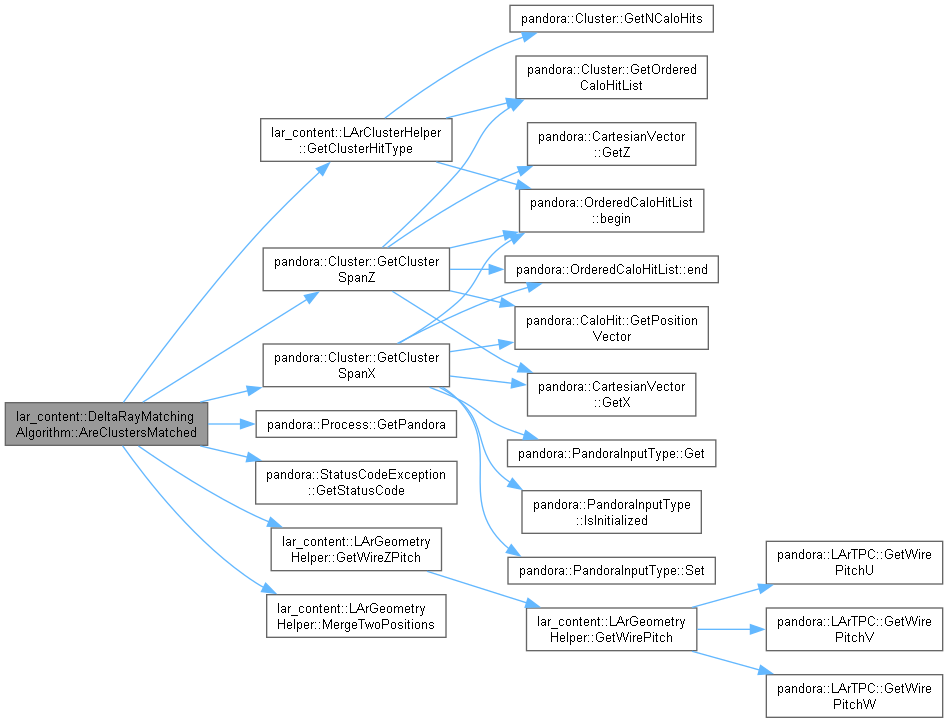 pandora::Cluster::GetNCaloHits
pandora::Cluster::GetOrdered
CaloHitList
lar_content::LArClusterHelper
::GetClusterHitType
pandora::CartesianVector
::GetZ
pandora::OrderedCaloHitList
::begin
pandora::Cluster::GetCluster
SpanZ
pandora::OrderedCaloHitList::end
pandora::CaloHit::GetPosition
Vector
pandora::Cluster::GetCluster
SpanX
pandora::CartesianVector
::GetX
lar_content::DeltaRayMatching
Algorithm::AreClustersMatched
pandora::Process::GetPandora
pandora::PandoraInputType::Get
pandora::StatusCodeException
::GetStatusCode
pandora::PandoraInputType
::IsInitialized
lar_content::LArGeometry
Helper::GetWireZPitch
pandora::PandoraInputType::Set
pandora::LArTPC::GetWire
PitchU
lar_content::LArGeometry
Helper::MergeTwoPositions
lar_content::LArGeometry
Helper::GetWirePitch
pandora::LArTPC::GetWire
PitchV
pandora::LArTPC::GetWire
PitchW